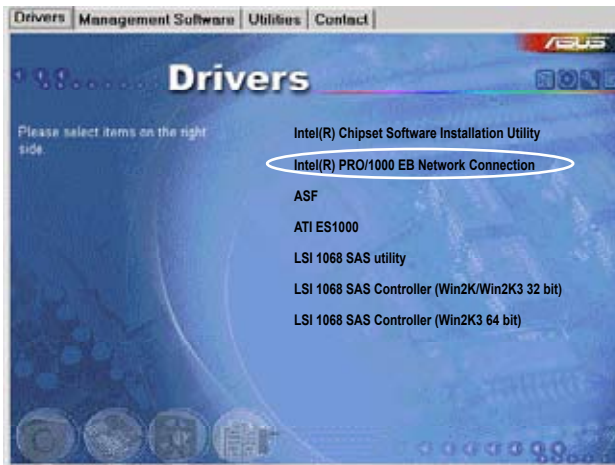 Drivers Management Software Utilities Contact
ASUS
Drivers
Please select items on the right
side.
Intel(R) Chipset Software Installation Utility
Intel(R) PRO/1000 EB Network Connection
ASF
ATI ES1000
LSI 1068 SAS utility
LSI 1068 SAS Controller (Win2K/Win2K3 32 bit)
LSI 1068 SAS Controller (Win2K3 64 bit)